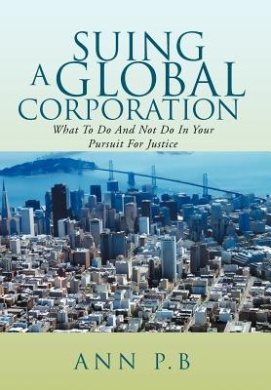 SUING
A GLOBAL
CORPORATION
What To Do And Not Do In Your
Pursuit For Justice
ANN P.B